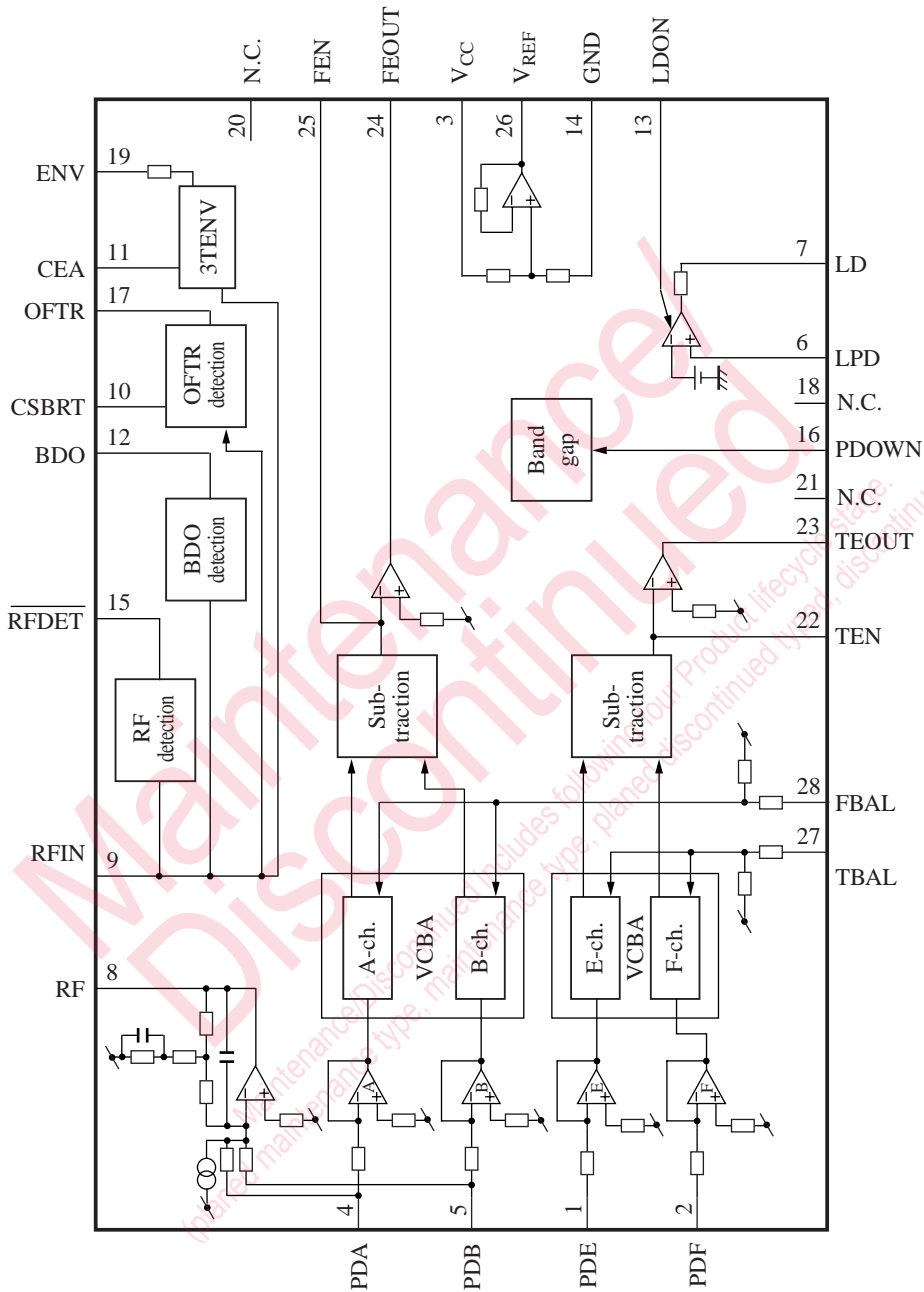 N.C.
20
FEN
25
FEOUT
24
VCC
3
VREF
26
GND
14
LDON
13
ENV
19
CEA
11
3TENV
OFTR
17
CSBRT
10
OFTR
detection
BDO
12
BDO
detection
RFDET
15
RF
detection
RFIN
9
RF
8
LD
7
LPD
6
N.C.
18
PDOWN
16
Band
gap
N.C.
21
TEOUT
23
TEN
22
Sub-
traction
Sub-
traction
FBAL
28
TBAL
27
A-ch.
VCBA
B-ch.
E-ch.
VCBA
F-ch.
A
B
E
F
−
+
−
+
−
+
−
+
−
+
−
+
−
+
−
+
−
+
PDA
4
PDB
5
PDE
1
PDF
2
Maintenance/
Discontinued
Maintenance/Discontinued includes following four Product lifecycle stage.
(planed maintenance type, maintenance type, planed discontinued typed, discontinu